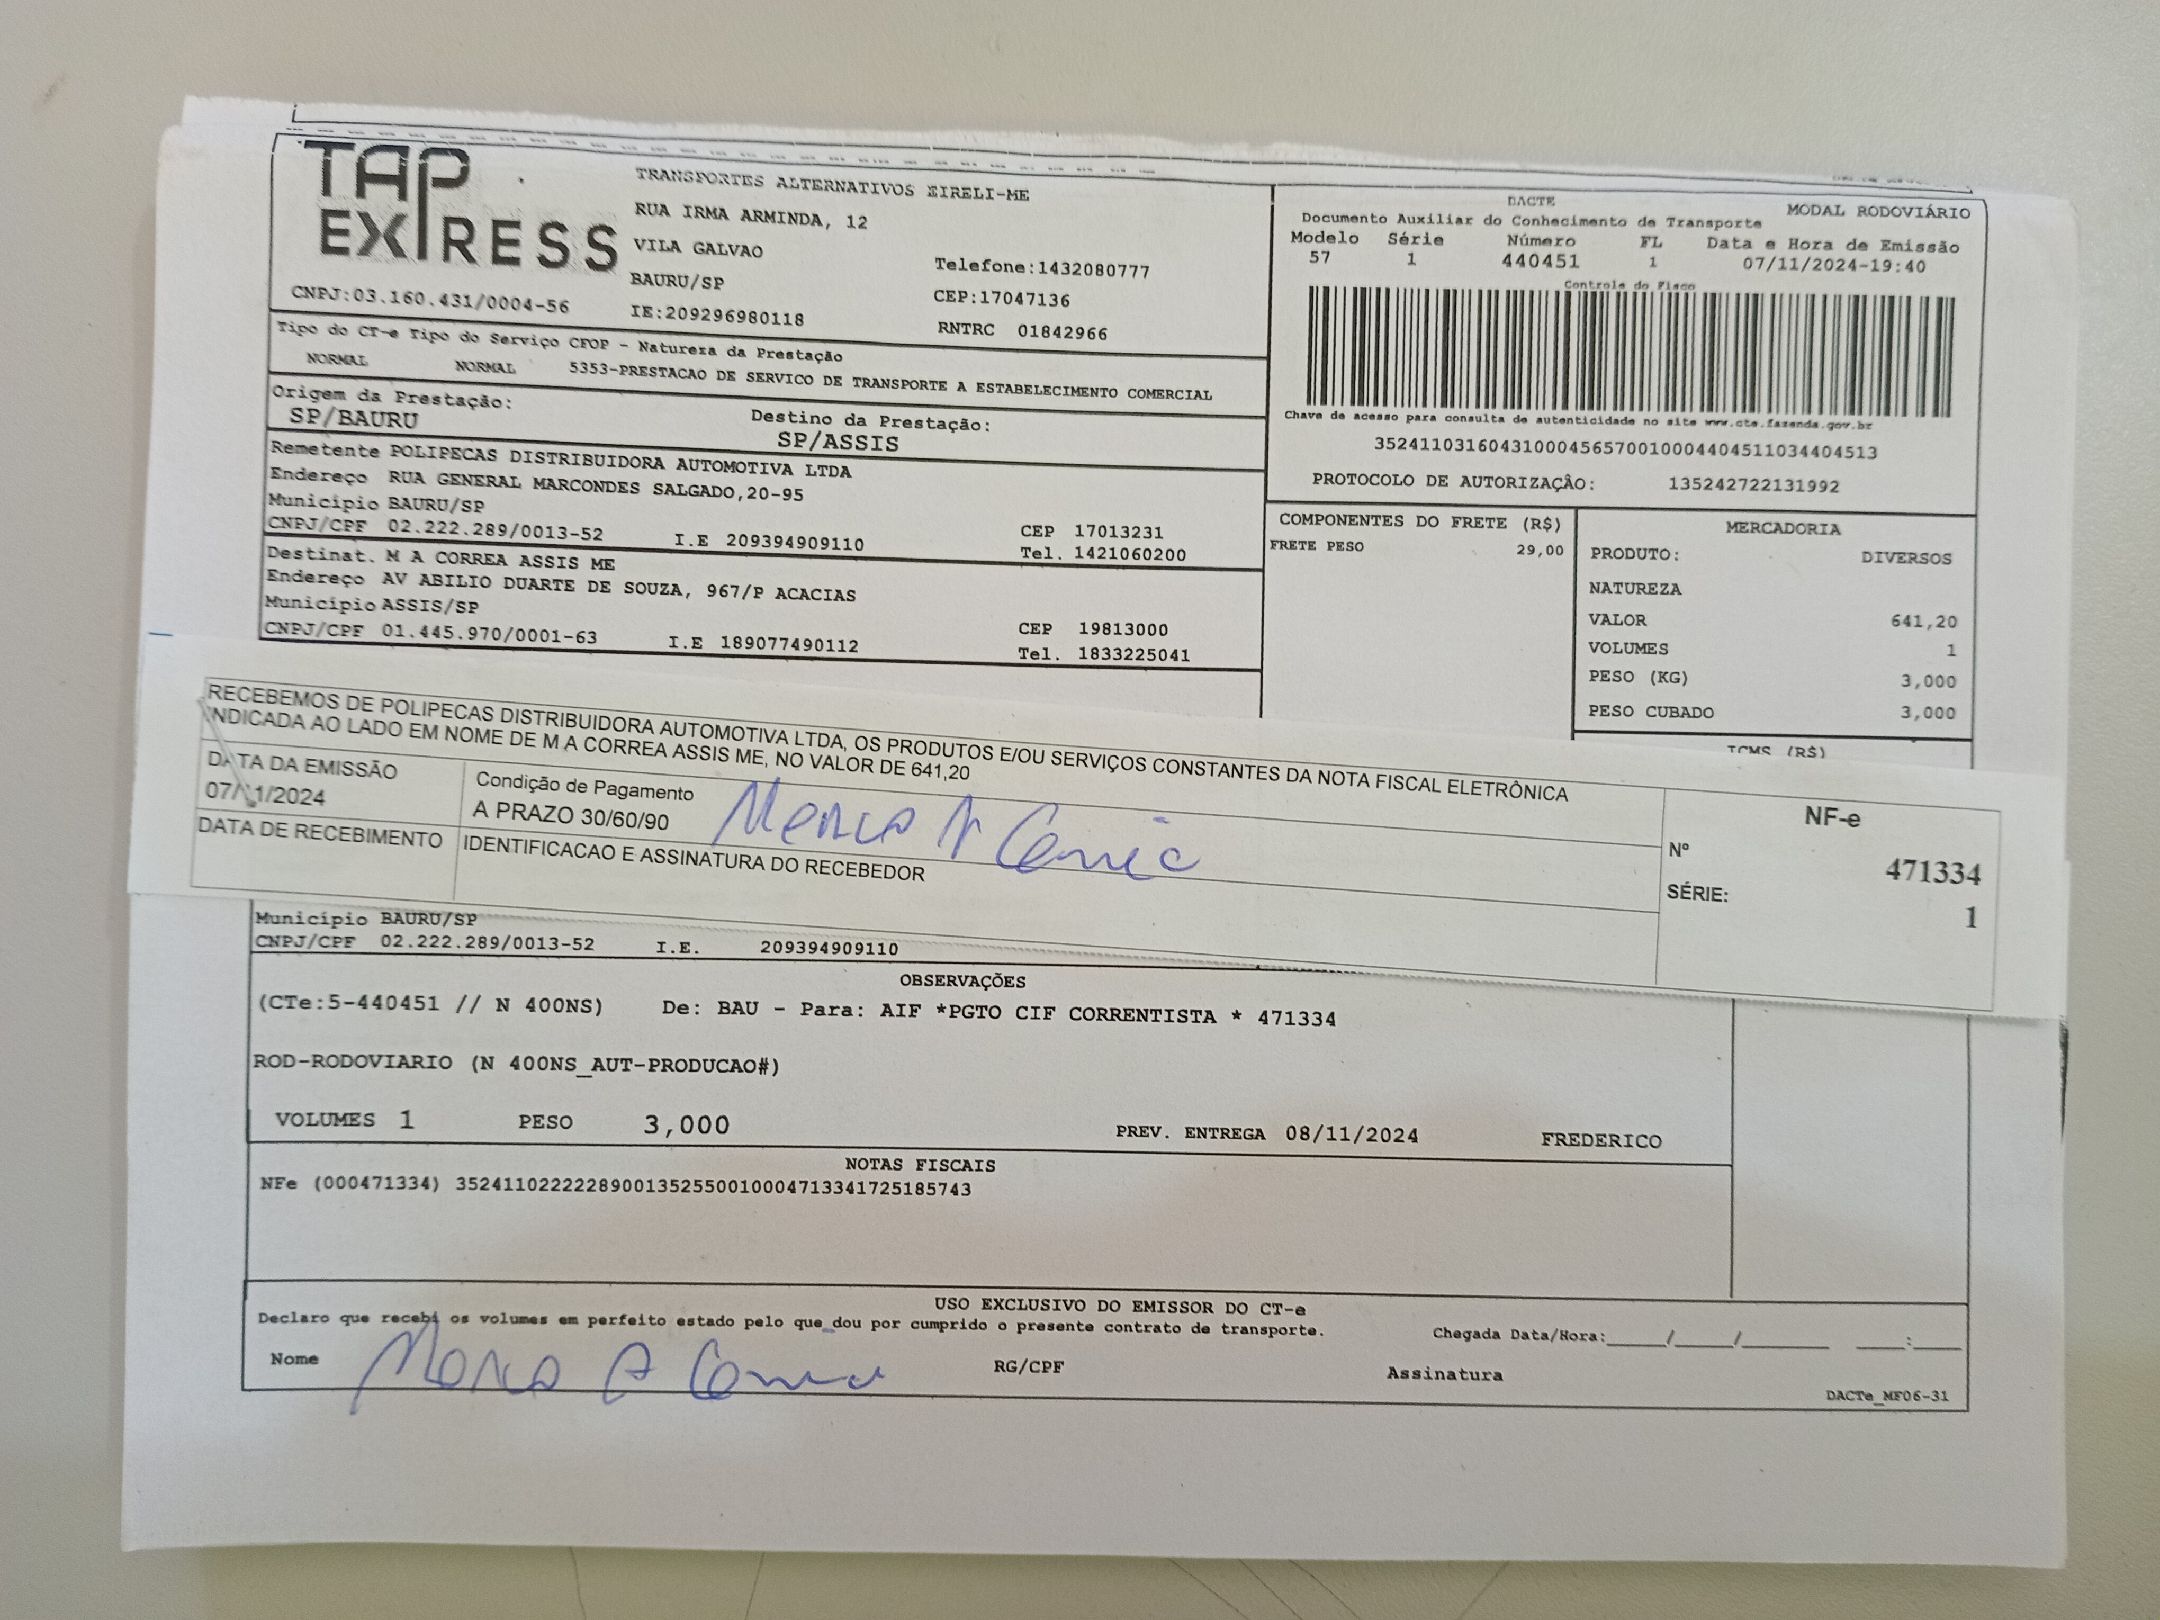 TAP
EXPRESS
TRANSPORTES ALTERNATIVOS EIRELI-ME
RUA IRMA ARMINDA, 12
VILA GALVAO
BAURU/SP
Telefone:1432080777
CEP:17047136
CNPJ:03.160.431/0004-56
IE:209296980118
RNTRC 01842966
DACTE
MODAL RODOVIÁRIO
Documento Auxiliar do Conhecimento de Transporte
Modelo Série Número FL Data e Hora de Emissão
57 1 440451 1 07/11/2024-19:40
Controle do Fisco
Chave de acesso para consulta de autenticidade no site www.cte.fazenda.gov.br
35241103160431000456570010004404511034404513
PROTOCOLO DE AUTORIZAÇÂO: 135242722131992
Tipo do CT-e Tipo do Serviço CFOP - Natureza da Prestação
NORMAL NORMAL 5353-PRESTACAO DE SERVICO DE TRANSPORTE A ESTABELECIMENTO COMERCIAL
Origem da Prestação: Destino da Prestação:
SP/BAURU SP/ASSIS
Remetente POLIPECAS DISTRIBUIDORA AUTOMOTIVA LTDA
Endereço RUA GENERAL MARCONDES SALGADO,20-95
Município BAURU/SP CEP 17013231
CNPJ/CPF 02.222.289/0013-52 I.E 209394909110 Tel. 1421060200
Destinat. M A CORREA ASSIS ME
Endereço AV ABILIO DUARTE DE SOUZA, 967/P ACACIAS
Município ASSIS/SP CEP 19813000
CNPJ/CPF 01.445.970/0001-63 I.E 189077490112 Tel. 1833225041
COMPONENTES DO FRETE (R$)
FRETE PESO 29,00
MERCADORIA
PRODUTO: DIVERSOS
NATUREZA
VALOR 641,20
VOLUMES 1
PESO (KG) 3,000
PESO CUBADO 3,000
ICMS (R$)
RECEBEMOS DE POLIPECAS DISTRIBUIDORA AUTOMOTIVA LTDA, OS PRODUTOS E/OU SERVIÇOS CONSTANTES DA NOTA FISCAL ELETRÔNICA
INDICADA AO LADO EM NOME DE M A CORREA ASSIS ME, NO VALOR DE 641,20
DATA DA EMISSÃO
07/11/2024
Condição de Pagamento
A PRAZO 30/60/90
DATA DE RECEBIMENTO
IDENTIFICACAO E ASSINATURA DO RECEBEDOR
NF-e
Nº 471334
SÉRIE: 1
Município BAURU/SP
CNPJ/CPF 02.222.289/0013-52 I.E. 209394909110
OBSERVAÇÕES
(CTe:5-440451 // N 400NS) De: BAU - Para: AIF *PGTO CIF CORRENTISTA * 471334
ROD-RODOVIARIO (N 400NS_AUT-PRODUCAO#)
VOLUMES 1 PESO 3,000 PREV. ENTREGA 08/11/2024 FREDERICO
NOTAS FISCAIS
NFe (000471334) 35241102222289001352550010004713341725185743
USO EXCLUSIVO DO EMISSOR DO CT-e
Declaro que recebi os volumes em perfeito estado pelo que dou por cumprido o presente contrato de transporte.
Chegada Data/Hora:_____/_____/_______ ____:____
Nome RG/CPF Assinatura
DACTe_MF06-31